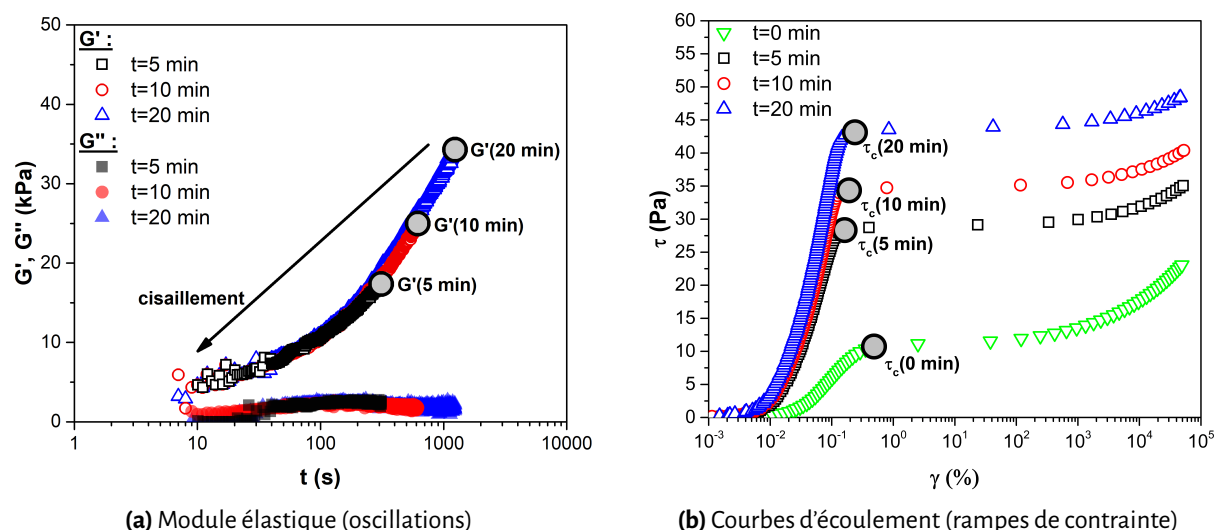 G' :
t=5 min
t=10 min
t=20 min
G" :
t=5 min
t=10 min
t=20 min
cisaillement
G'(20 min)
G'(10 min)
G'(5 min)
50
40
30
20
10
0
G', G" (kPa)
1 10 100 1000 10000
t (s)
(a) Module élastique (oscillations)
t=0 min
t=5 min
t=10 min
t=20 min
τc(20 min)
τc(10 min)
τc(5 min)
τc(0 min)
60
55
50
45
40
35
30
25
20
15
10
5
0
τ (Pa)
10⁻³ 10⁻² 10⁻¹ 10⁰ 10¹ 10² 10³ 10⁴ 10⁵
γ (%)
(b) Courbes d'écoulement (rampes de contrainte)